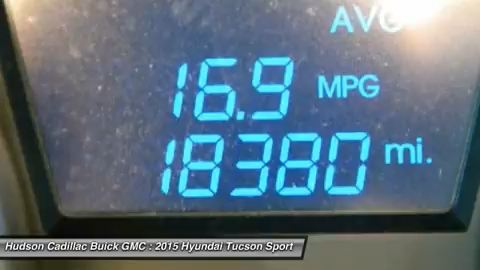 AVG
16.9 MPG
18380 mi.
Hudson Cadillac Buick GMC : 2015 Hyundai Tucson Sport